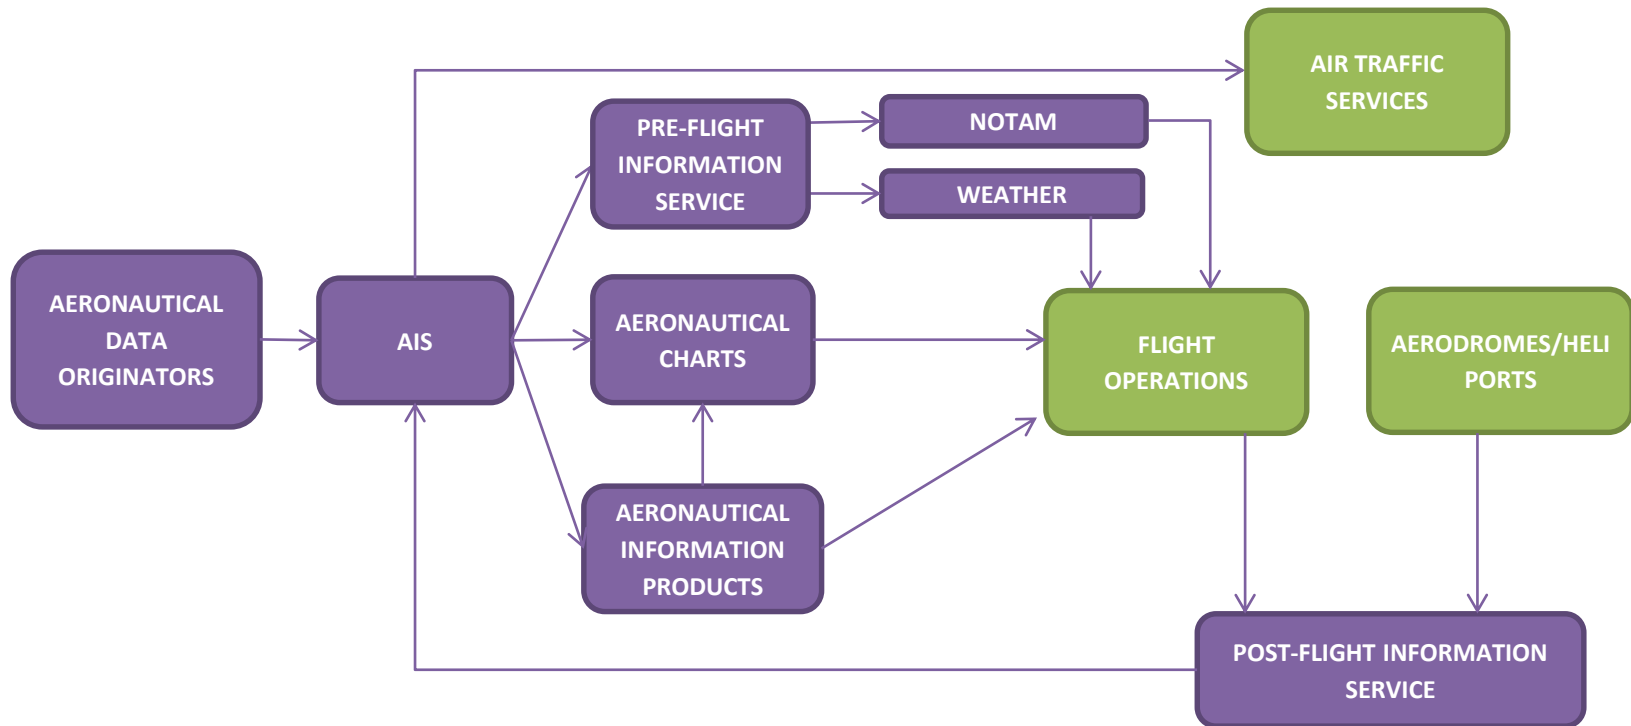 AIR TRAFFIC
SERVICES
PRE-FLIGHT
INFORMATION
SERVICE
NOTAM
WEATHER
AERONAUTICAL
DATA
ORIGINATORS
AIS
AERONAUTICAL
CHARTS
FLIGHT
OPERATIONS
AERODROMES/HELI
PORTS
AERONAUTICAL
INFORMATION
PRODUCTS
POST-FLIGHT INFORMATION
SERVICE